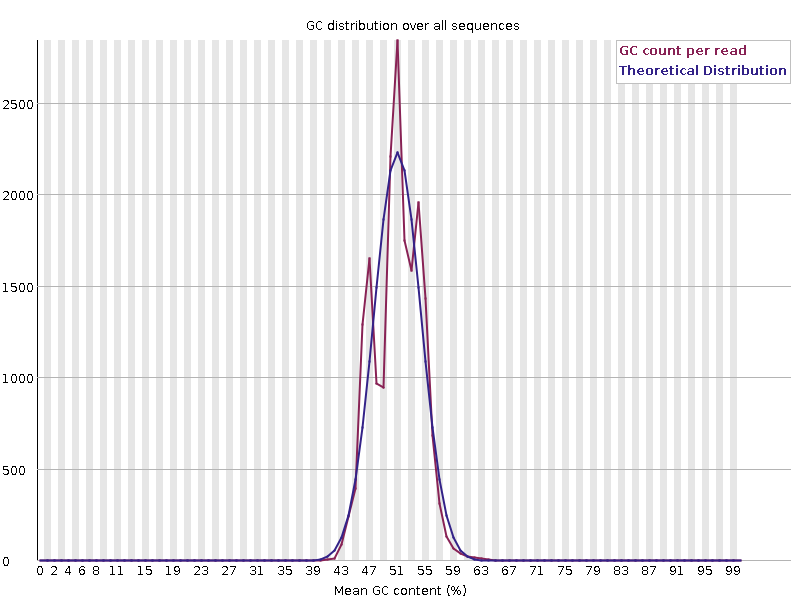 GC distribution over all sequences
GC count per read
Theoretical Distribution
2500
2000
1500
1000
500
0
0 2 4 6 8 11 15 19 23 27 31 35 39 43 47 51 55 59 63 67 71 75 79 83 87 91 95 99
Mean GC content (%)